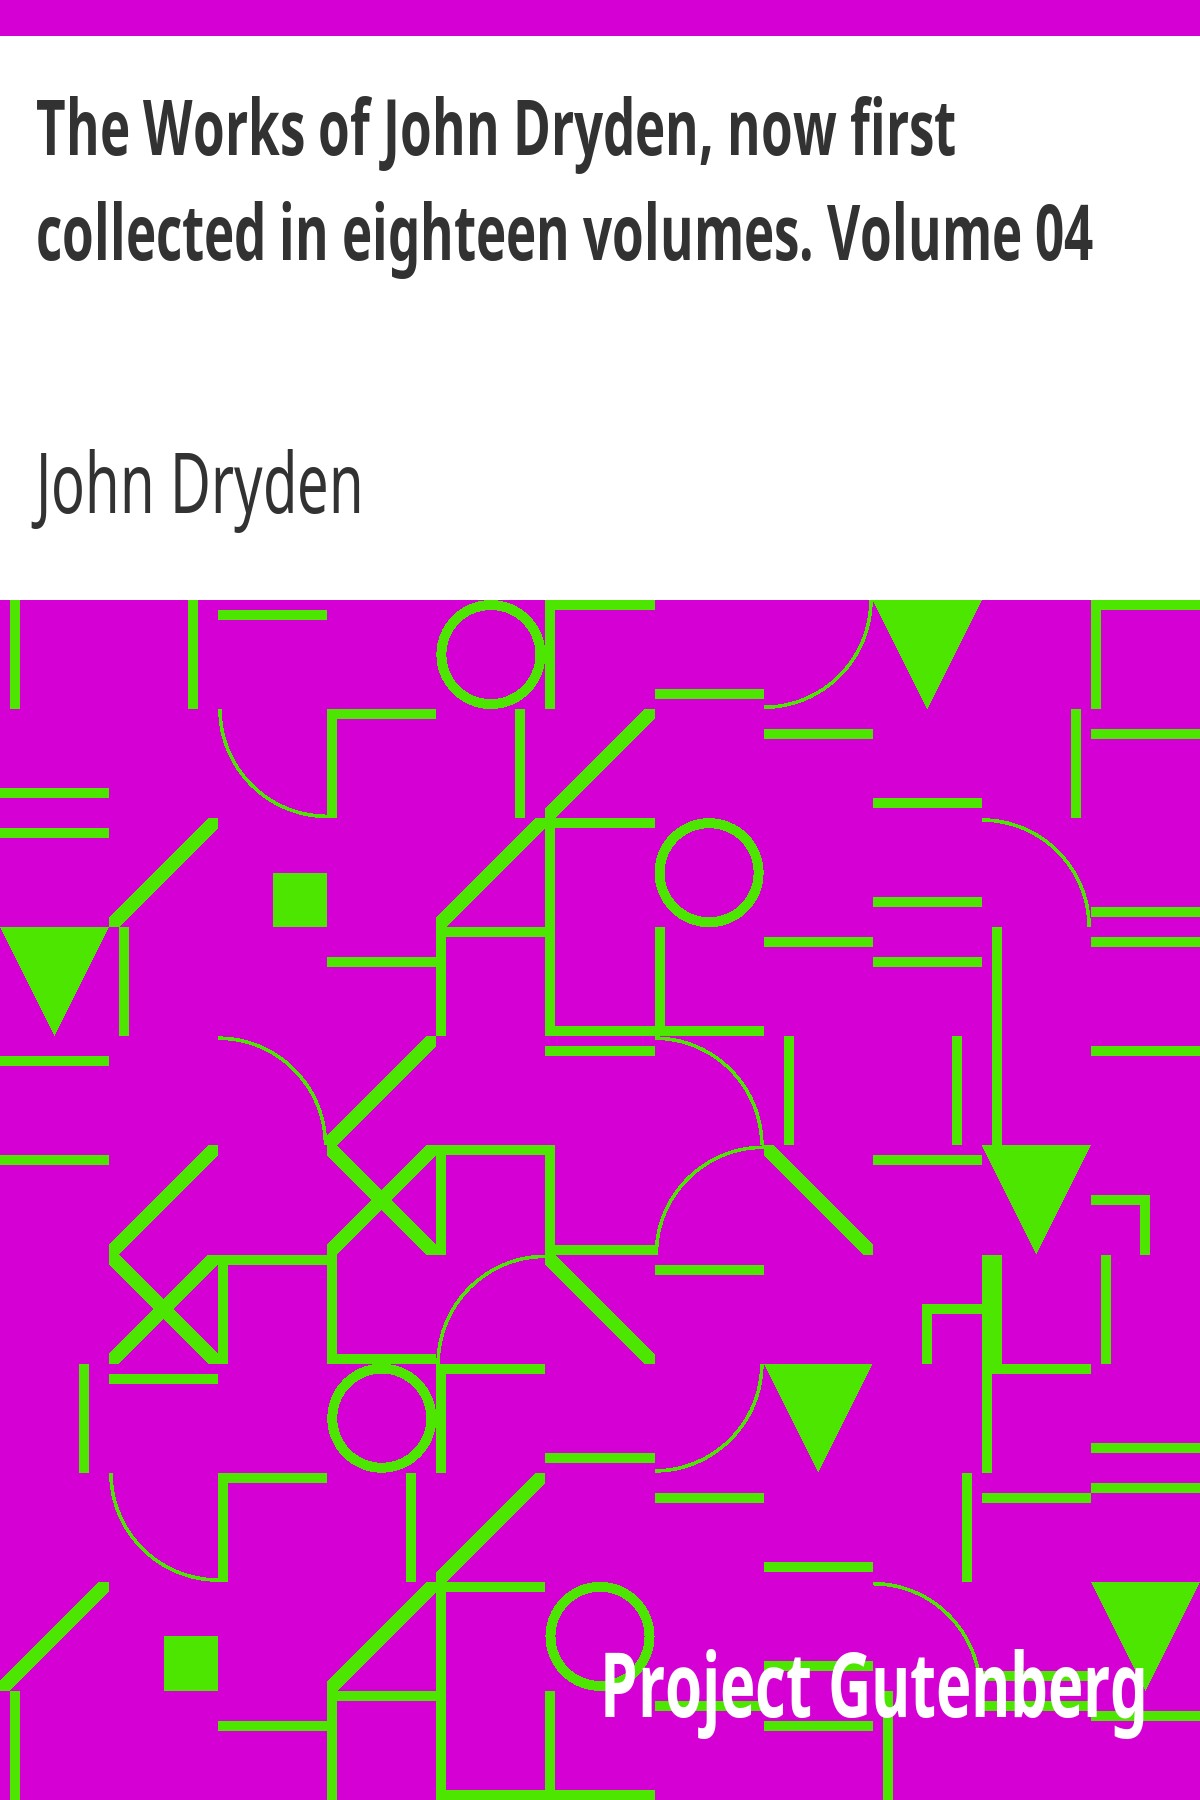 The Works of John Dryden, now first
collected in eighteen volumes. Volume 04
John Dryden
Project Gutenberg